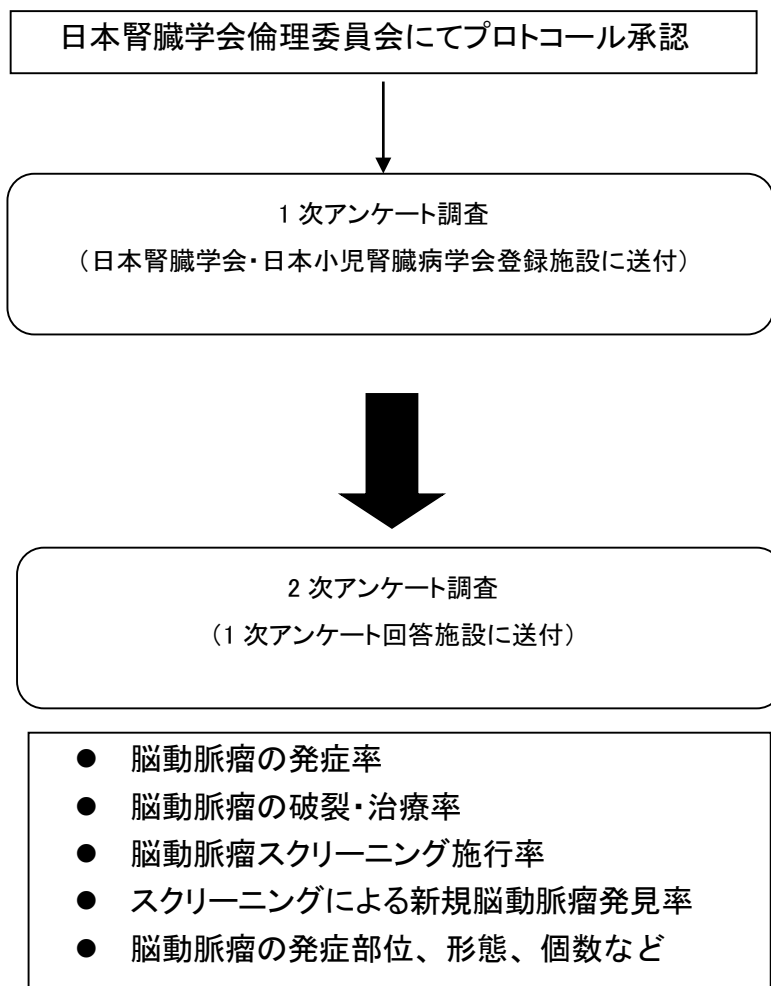 日本腎臓学会倫理委員会にてプロトコール承認
1 次アンケート調査
（日本腎臓学会・日本小児腎臓病学会登録施設に送付）
2 次アンケート調査
（1 次アンケート回答施設に送付）
● 脳動脈瘤の発症率
● 脳動脈瘤の破裂・治療率
● 脳動脈瘤スクリーニング施行率
● スクリーニングによる新規脳動脈瘤発見率
● 脳動脈瘤の発症部位、形態、個数など